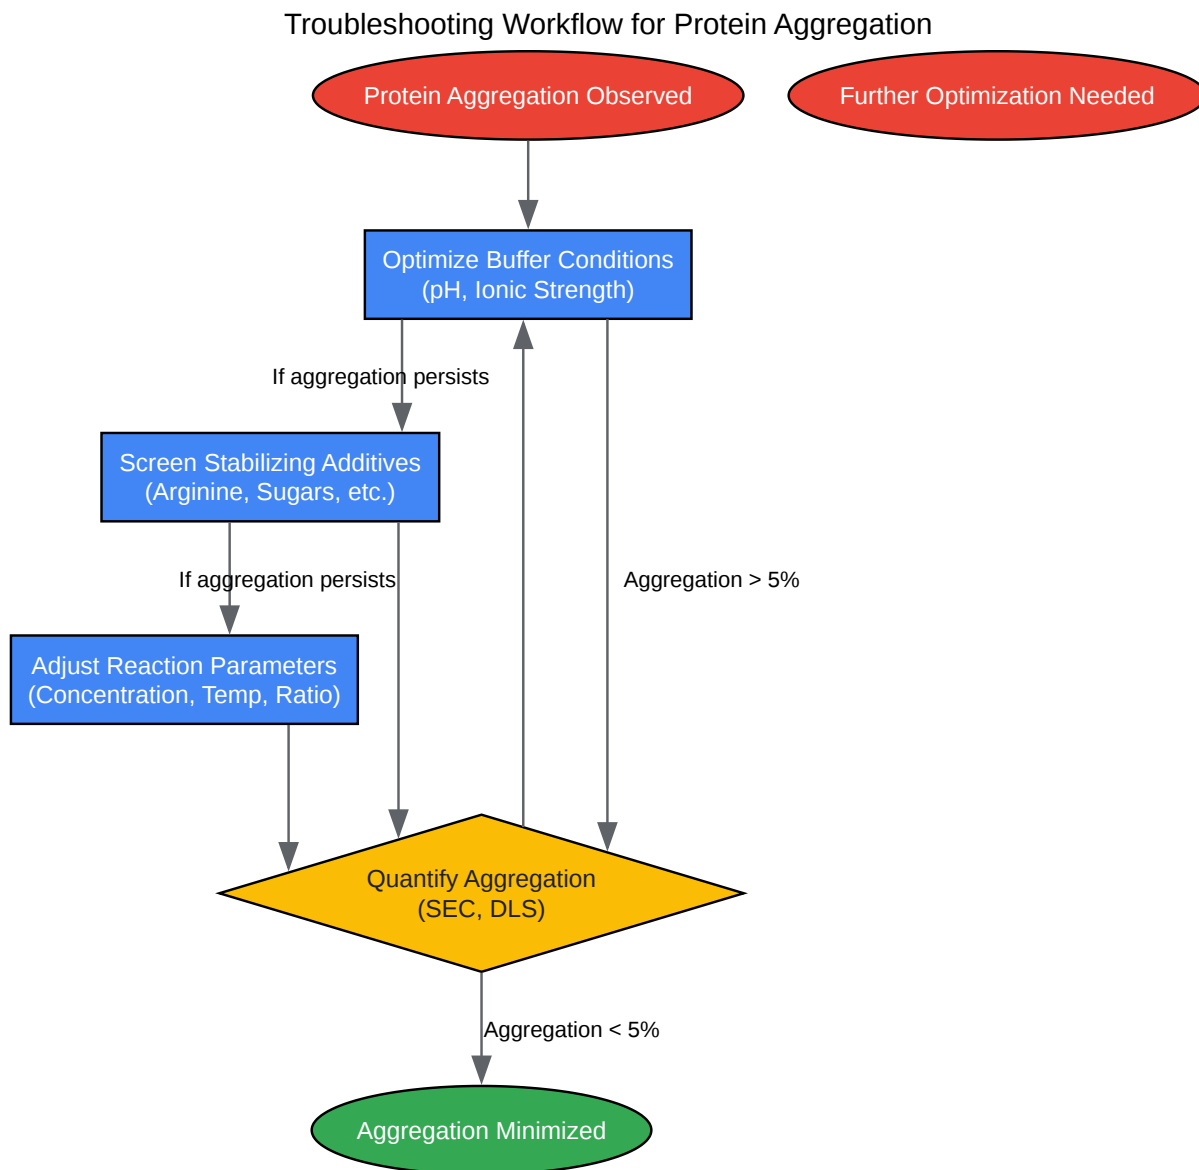 Troubleshooting Workflow for Protein Aggregation
Protein Aggregation Observed
Further Optimization Needed
Optimize Buffer Conditions
(pH, Ionic Strength)
If aggregation persists
Screen Stabilizing Additives
(Arginine, Sugars, etc.)
If aggregation persists
Aggregation > 5%
Adjust Reaction Parameters
(Concentration, Temp, Ratio)
Quantify Aggregation
(SEC, DLS)
Aggregation < 5%
Aggregation Minimized